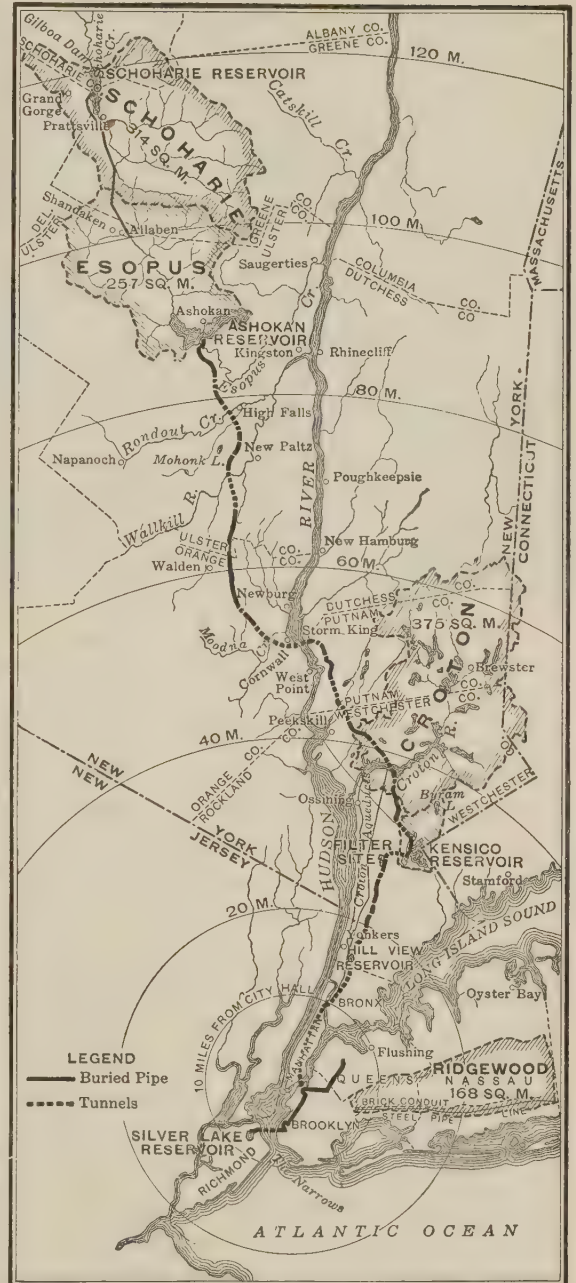 ALBANY CO.
GREENE CO.
120 M.
Gilboa Dam
SCHOHARIE
Schoharie Cr.
SCHOHARIE RESERVOIR
Grand
Gorge
Prattsville
SCHOHARIE
314 SQ. M.
Catskill Cr.
MASSACHUSETTS
Shandaken
Allaben
GREENE CO.
ULSTER CO.
100 M.
ULSTER
ESOPUS
257 SQ. M.
Saugerties
Cr.
COLUMBIA CO.
DUTCHESS CO.
Ashokan
ASHOKAN
RESERVOIR
Kingston
Rhinecliff
Esopus
80 M.
High Falls
Rondout Cr.
Napanoch
Mohonk L.
New Paltz
NEW YORK
CONNECTICUT
Wallkill R.
RIVER
Poughkeepsie
ULSTER CO.
ORANGE CO.
New Hamburg
Walden
60 M.
Newburg
DUTCHESS CO.
PUTNAM CO.
Storm King
375 SQ. M.
Moodna Cr.
Cornwall
CROTON
Brewster
West
Point
PUTNAM CO.
WESTCHESTER CO.
Peekskill
40 M.
ORANGE CO.
ROCKLAND CO.
NEW YORK
NEW JERSEY
Croton R.
Ossining
Croton Aqueduct
Byram
L.
WESTCHESTER CO.
HUDSON
FILTER
SITE
KENSICO
RESERVOIR
Stamford
20 M.
LONG ISLAND SOUND
Yonkers
HILL VIEW
RESERVOIR
Oyster Bay
10 MILES FROM CITY HALL
BRONX
MANHATTAN
Flushing
LEGEND
Buried Pipe
Tunnels
QUEENS
RIDGEWOOD
NASSAU
168 SQ. M.
BRICK CONDUIT
STEEL PIPE LINE
BROOKLYN
SILVER LAKE
RESERVOIR
RICHMOND
Narrows
ATLANTIC OCEAN